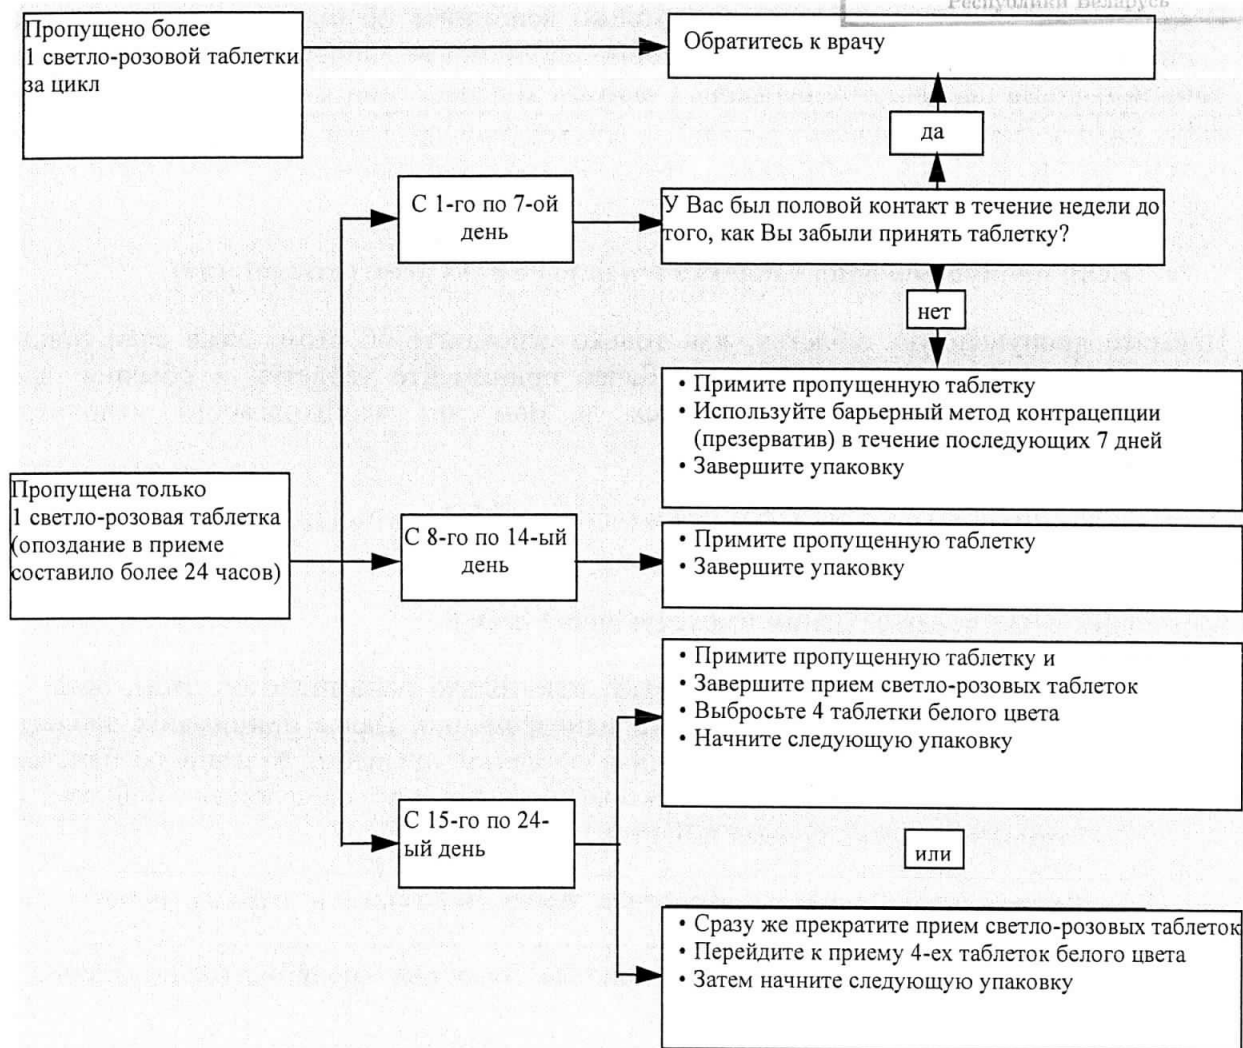 Республики Беларусь
Пропущено более
1 светло-розовой таблетки
за цикл
Обратитесь к врачу
да
С 1-го по 7-ой
день
У Вас был половой контакт в течение недели до
того, как Вы забыли принять таблетку?
нет
• Примите пропущенную таблетку
• Используйте барьерный метод контрацепции
(презерватив) в течение последующих 7 дней
• Завершите упаковку
Пропущена только
1 светло-розовая таблетка
(опоздание в приеме
составило более 24 часов)
С 8-го по 14-ый
день
• Примите пропущенную таблетку
• Завершите упаковку
• Примите пропущенную таблетку и
• Завершите прием светло-розовых таблеток
• Выбросьте 4 таблетки белого цвета
• Начните следующую упаковку
С 15-го по 24-
ый день
или
• Сразу же прекратите прием светло-розовых таблеток
• Перейдите к приему 4-ех таблеток белого цвета
• Затем начните следующую упаковку